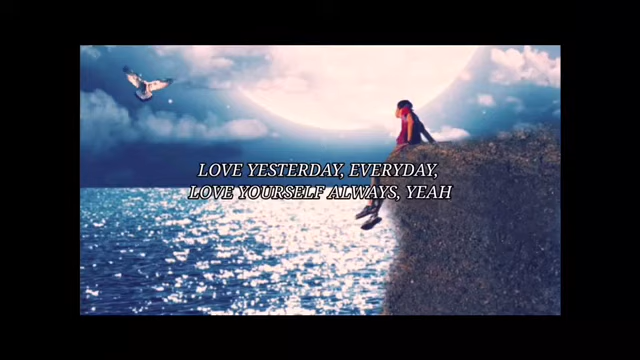 LOVE YESTERDAY, EVERYDAY,
LOVE YOURSELF ALWAYS, YEAH